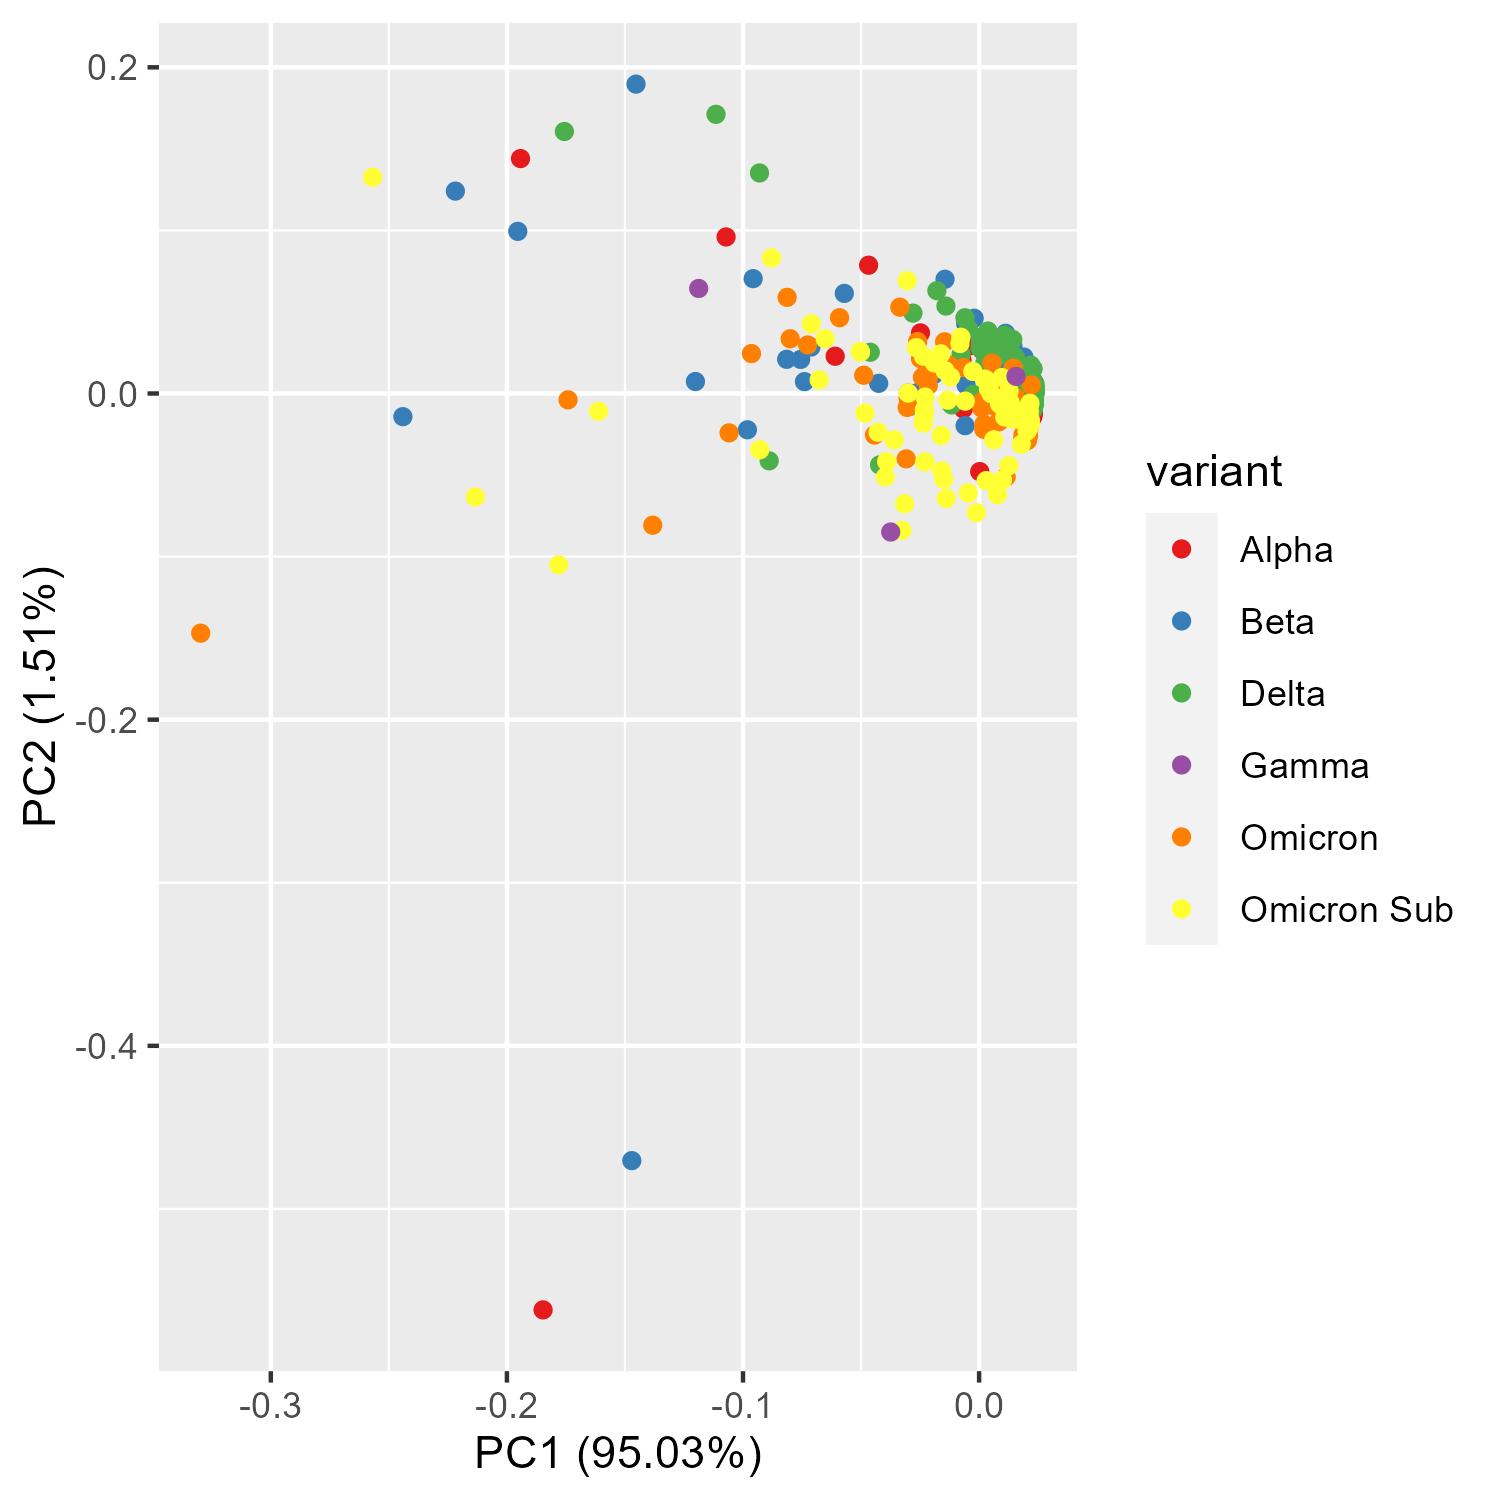 0.2
0.0
-0.2
-0.4
PC2 (1.51%)
-0.3
-0.2
-0.1
0.0
PC1 (95.03%)
variant
Alpha
Beta
Delta
Gamma
Omicron
Omicron Sub